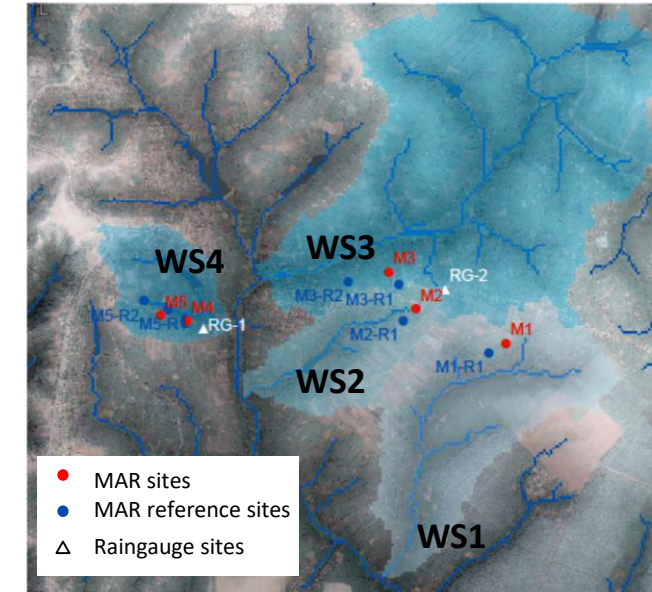 WS3
WS4
M3
RG-2
M3-R2
M3-R1
M5
M4
M5-R2
M5-R1
RG-1
M2
M2-R1
M1
M1-R1
WS2
WS1
MAR sites
MAR reference sites
Raingauge sites